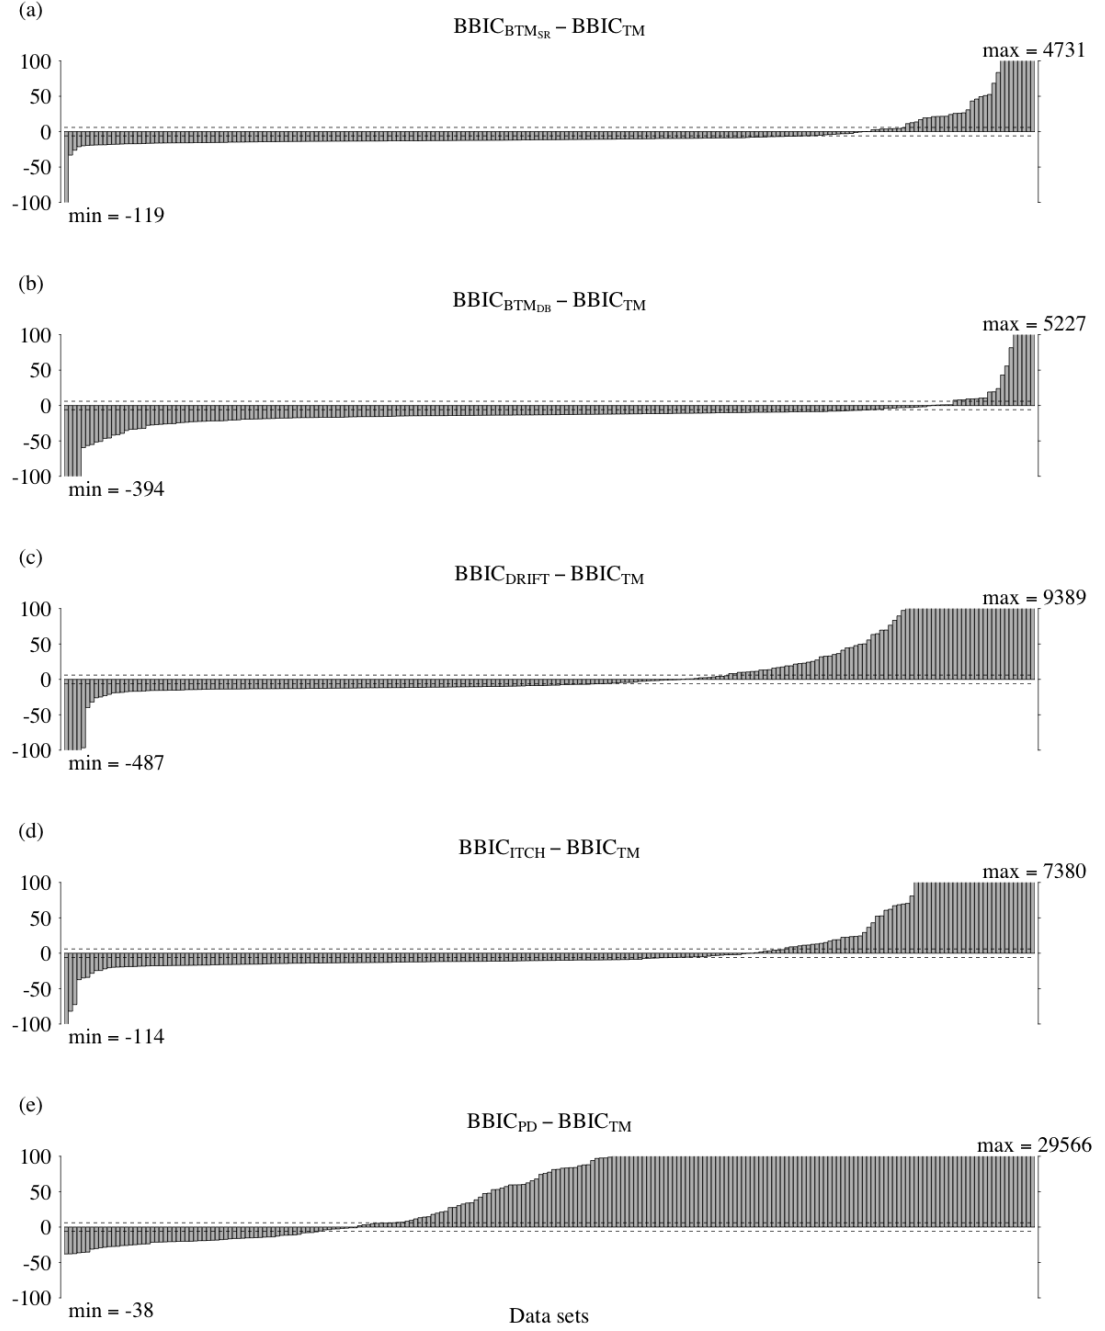 (a)
BBIC_BTM_SR – BBIC_TM
max = 4731
100
50
0
-50
-100
min = -119
(b)
BBIC_BTM_DB – BBIC_TM
max = 5227
100
50
0
-50
-100
min = -394
(c)
BBIC_DRIFT – BBIC_TM
max = 9389
100
50
0
-50
-100
min = -487
(d)
BBIC_ITCH – BBIC_TM
max = 7380
100
50
0
-50
-100
min = -114
(e)
BBIC_PD – BBIC_TM
max = 29566
100
50
0
-50
-100
min = -38
Data sets